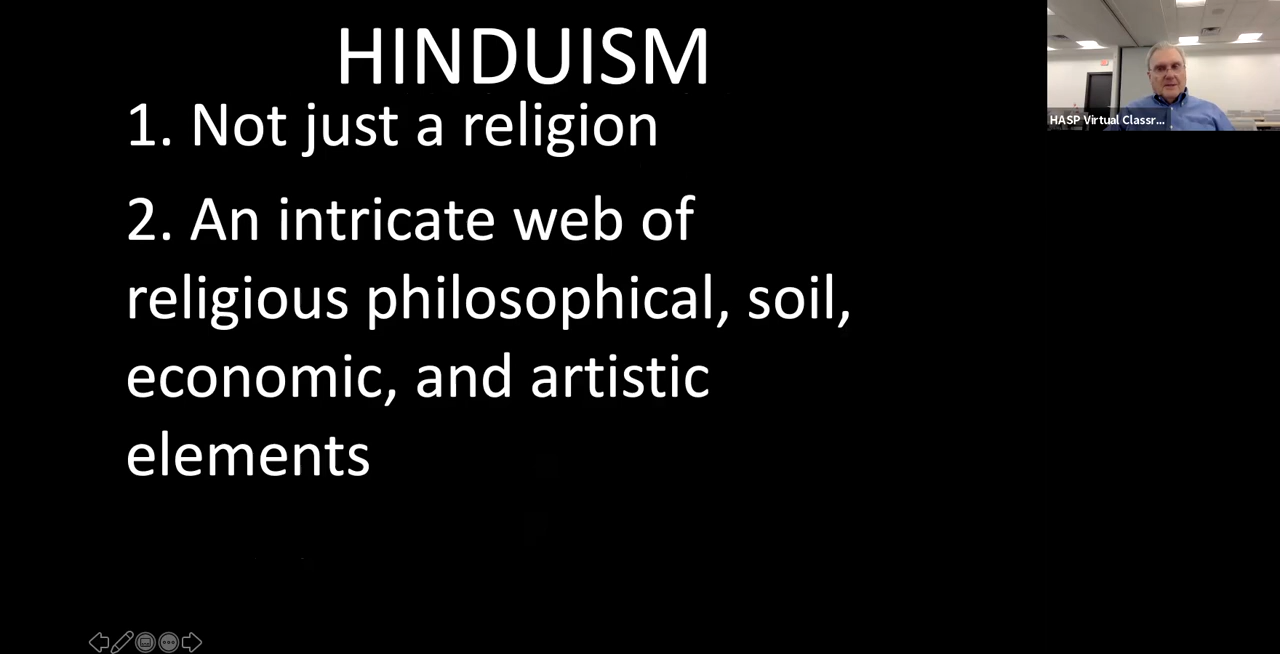 HINDUISM
1. Not just a religion
2. An intricate web of
religious philosophical, soil,
economic, and artistic
elements
HASP Virtual Classr...